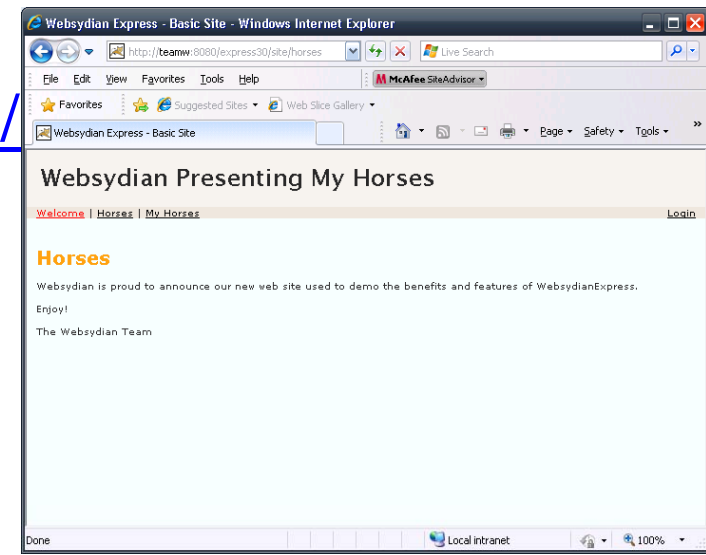 Websydian Express - Basic Site - Windows Internet Explorer
http://teamw:8080/express30/site/horses Live Search
File Edit View Favorites Tools Help McAfee SiteAdvisor
Favorites Suggested Sites Web Slice Gallery
/
Websydian Express - Basic Site Page Safety Tools »
Websydian Presenting My Horses
Welcome | Horses | My Horses Login
Horses
Websydian is proud to announce our new web site used to demo the benefits and features of WebsydianExpress.
Enjoy!
The Websydian Team
Done Local intranet 100%